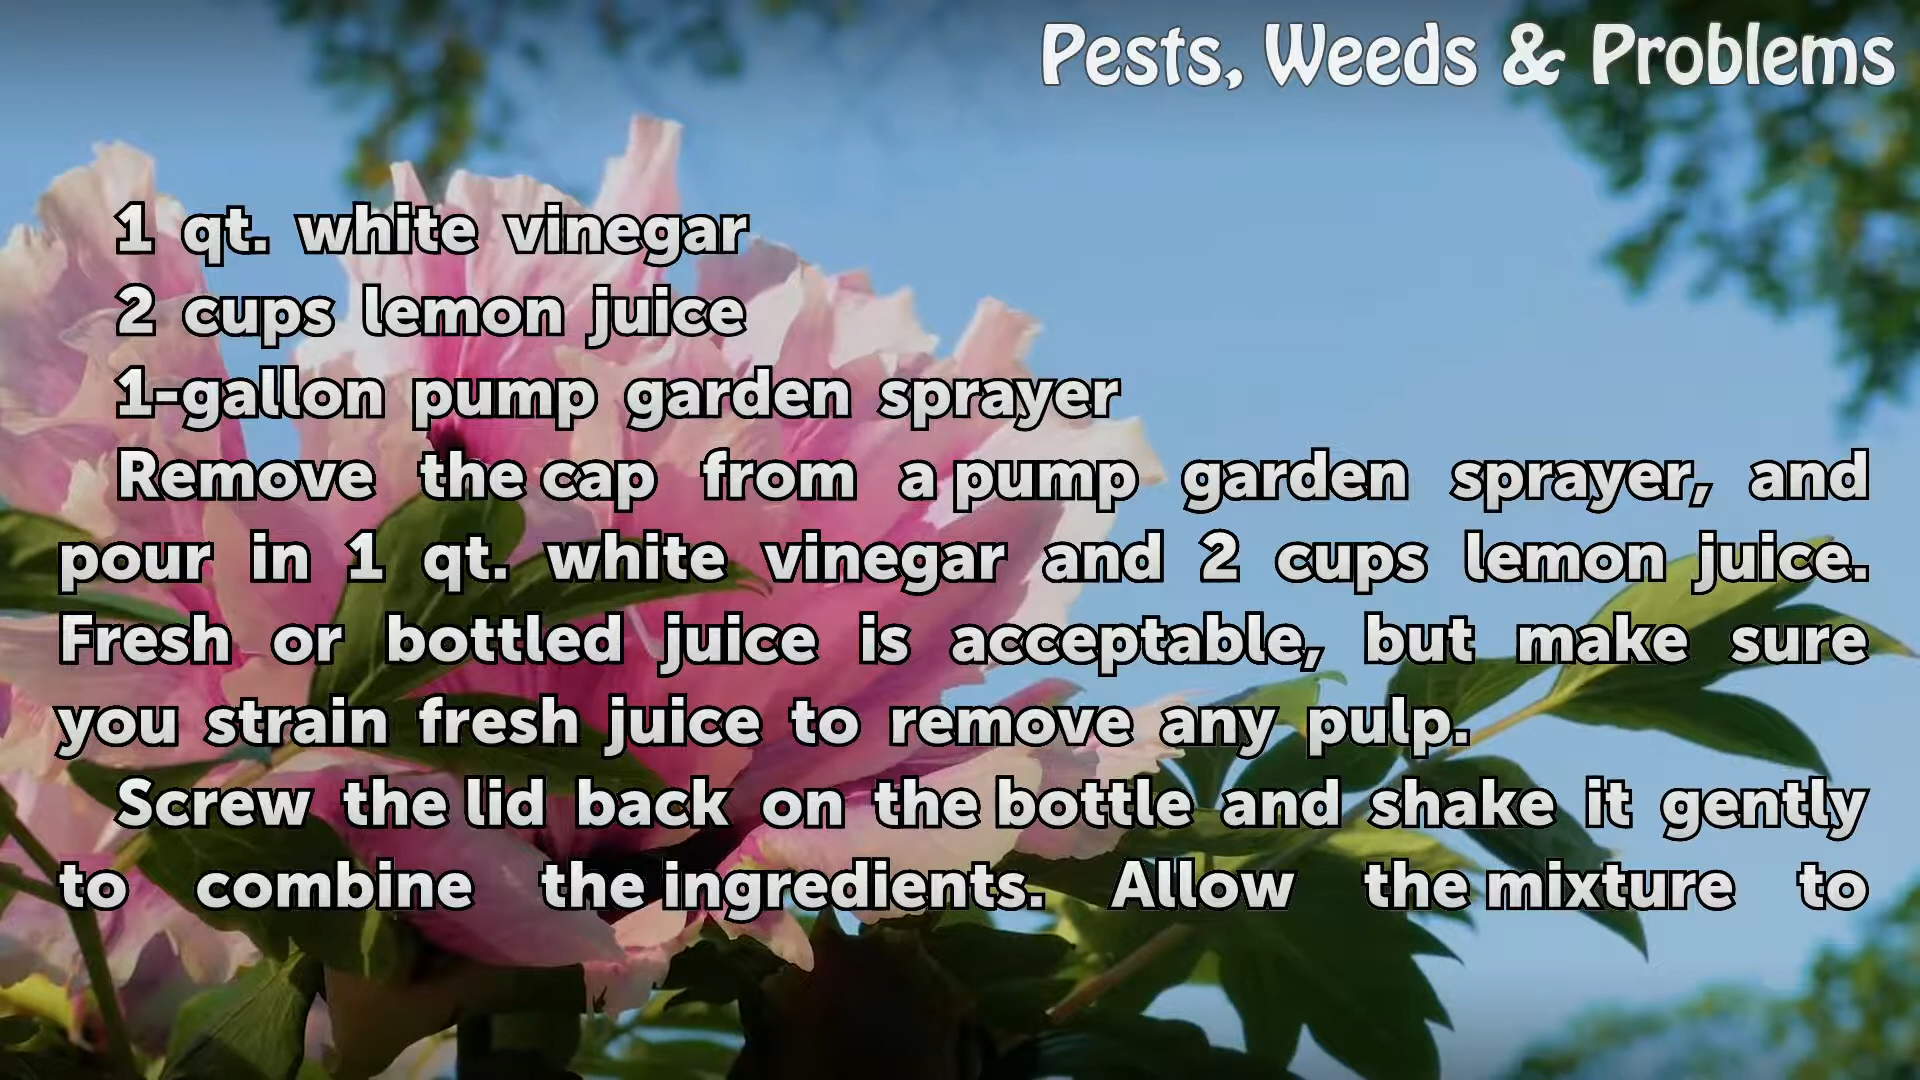 Pests, Weeds & Problems
1 qt. white vinegar
2 cups lemon juice
1-gallon pump garden sprayer
Remove the cap from a pump garden sprayer, and
pour in 1 qt. white vinegar and 2 cups lemon juice.
Fresh or bottled juice is acceptable, but make sure
you strain fresh juice to remove any pulp.
Screw the lid back on the bottle and shake it gently
to combine the ingredients. Allow the mixture to